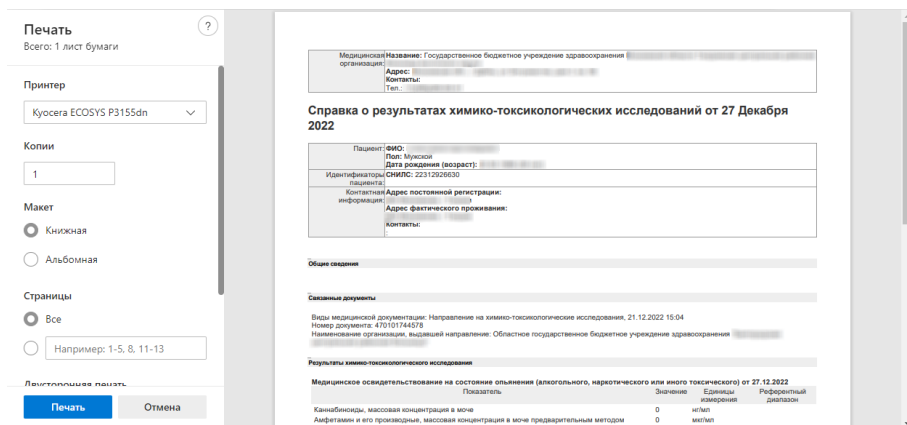 Печать
?
Всего: 1 лист бумаги
Принтер
Kyocera ECOSYS P3155dn
Копии
1
Макет
Книжная
Альбомная
Страницы
Все
Например: 1-5, 8, 11-13
Двусторонняя печать
Печать
Отмена
Медицинская организация:
Название: Государственное бюджетное учреждение здравоохранения
Адрес:
Контакты:
Тел.:
Справка о результатах химико-токсикологических исследований от 27 Декабря
2022
Пациент:
ФИО:
Пол: Мужской
Дата рождения (возраст):
Идентификаторы пациента:
СНИЛС: 22312926630
Контактная информация:
Адрес постоянной регистрации:
Адрес фактического проживания:
Контакты:
Общие сведения
Связанные документы
Виды медицинской документации: Направление на химико-токсикологические исследования, 21.12.2022 15:04
Номер документа: 470101744578
Наименование организации, выдавшей направление: Областное государственное бюджетное учреждение здравоохранения
Результаты химико-токсикологического исследования
Медицинское освидетельствование на состояние опьянения (алкогольного, наркотического или иного токсического) от 27.12.2022
Показатель Значение Единицы измерения Референтный диапазон
Каннабиноиды, массовая концентрация в моче 0 нг/мл
Амфетамин и его производные, массовая концентрация в моче предварительным методом 0 мкг/мл